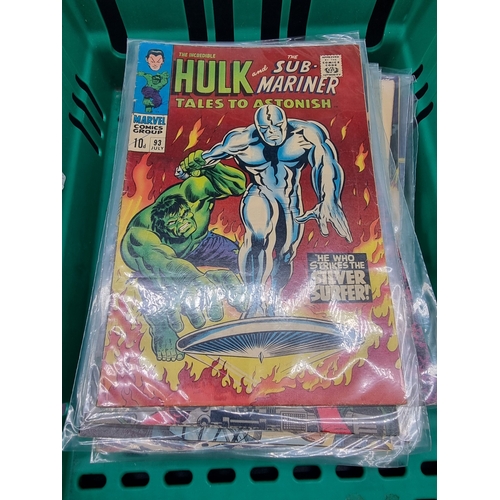 THE INCREDIBLE
HULK and THE SUB-
MARINER
TALES TO ASTONISH
MARVEL
COMICS
GROUP
10d 93
JULY
"HE WHO
STRIKES THE
SILVER
SURFER!"